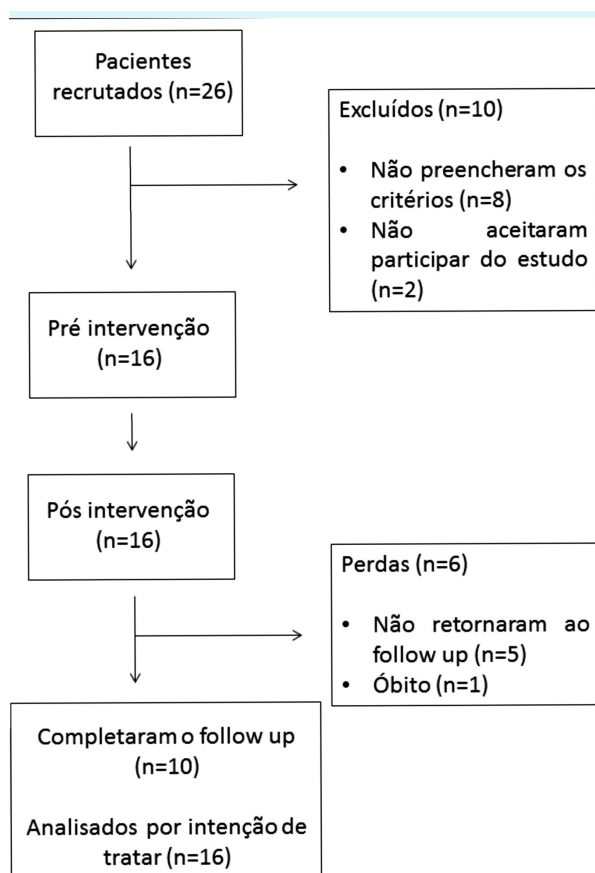 Pacientes
recrutados (n=26)
Excluídos (n=10)
• Não preencheram os
critérios (n=8)
• Não aceitaram
participar do estudo
(n=2)
Pré intervenção
(n=16)
Pós intervenção
(n=16)
Perdas (n=6)
• Não retornaram ao
follow up (n=5)
• Óbito (n=1)
Completaram o follow up
(n=10)
Analisados por intenção de
tratar (n=16)